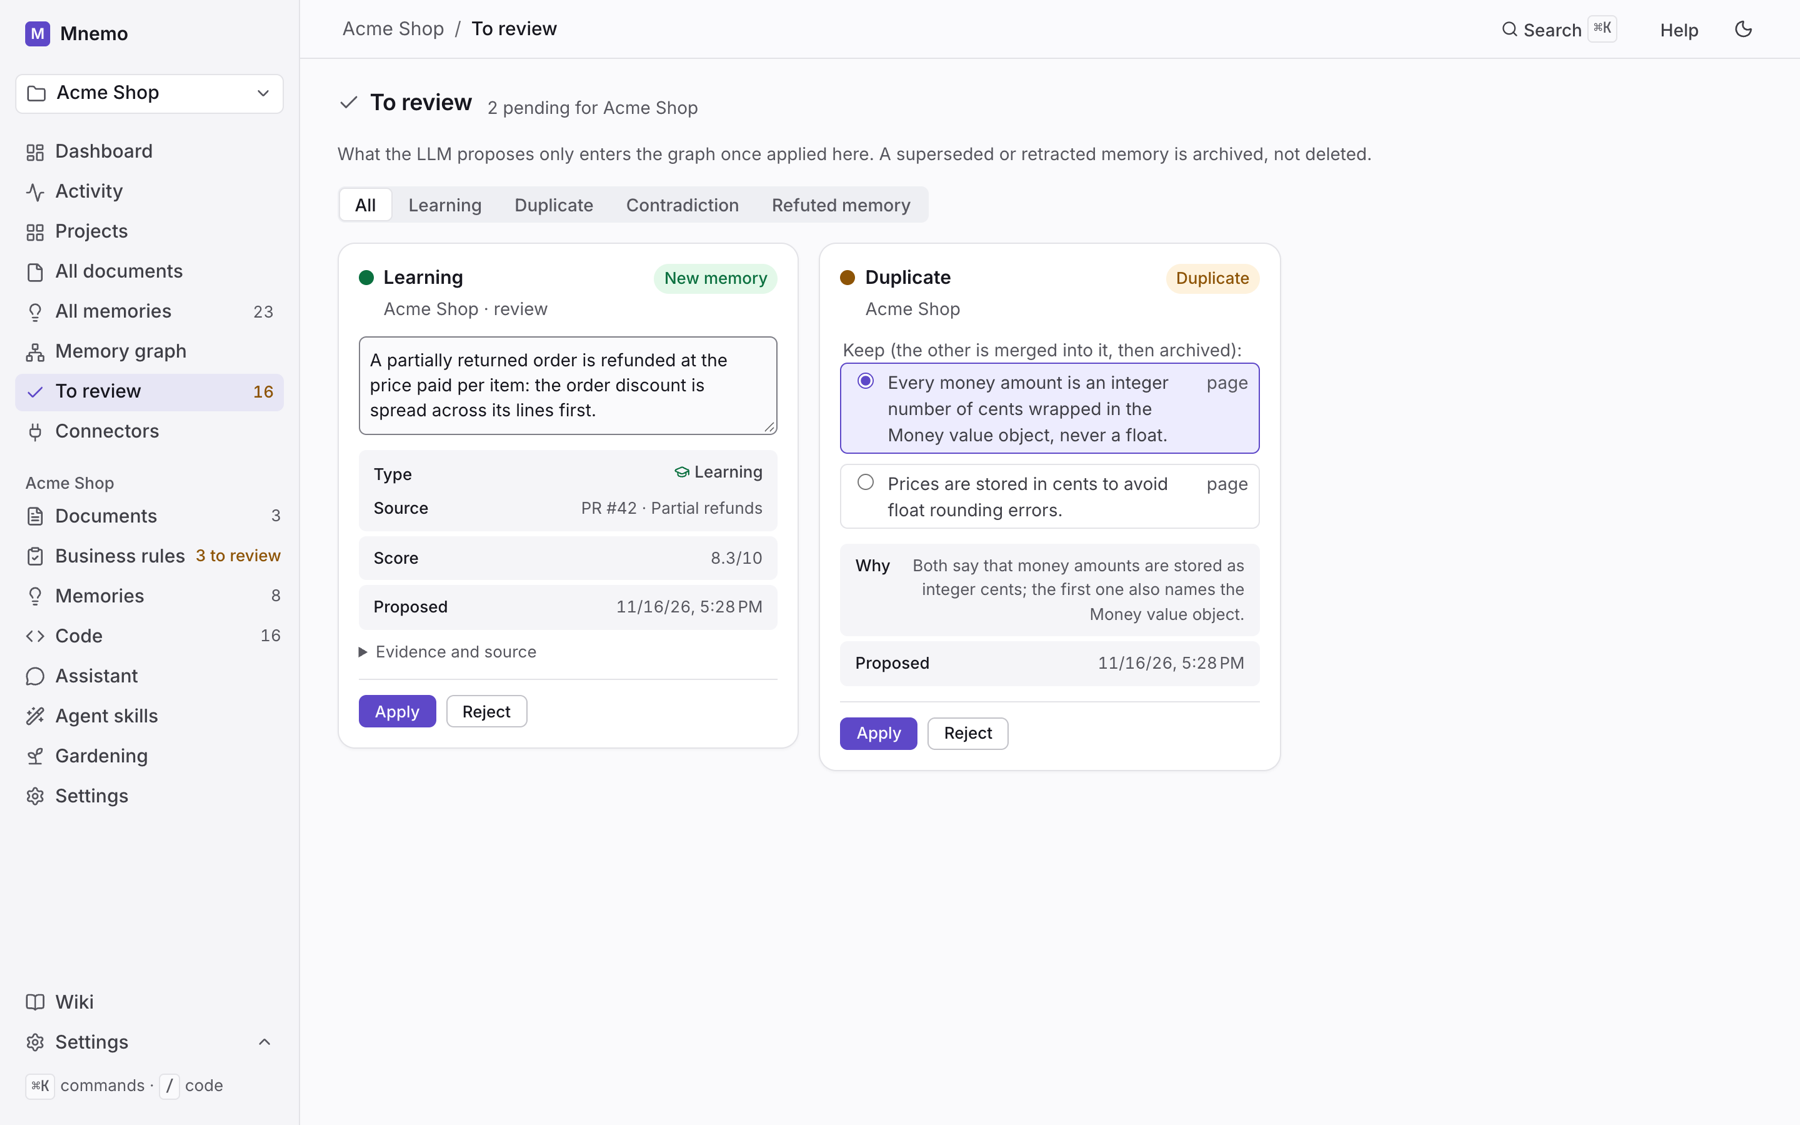 M Mnemo
Acme Shop
Dashboard
Activity
Projects
All documents
All memories 23
Memory graph
To review 16
Connectors
Acme Shop
Documents 3
Business rules 3 to review
Memories 8
Code 16
Assistant
Agent skills
Gardening
Settings
Wiki
Settings
⌘K commands · / code
Acme Shop / To review
Search ⌘K Help
To review 2 pending for Acme Shop
What the LLM proposes only enters the graph once applied here. A superseded or retracted memory is archived, not deleted.
All Learning Duplicate Contradiction Refuted memory
Learning New memory
Acme Shop · review
A partially returned order is refunded at the
price paid per item: the order discount is
spread across its lines first.
Type Learning
Source PR #42 · Partial refunds
Score 8.3/10
Proposed 11/16/26, 5:28 PM
Evidence and source
Apply Reject
Duplicate Duplicate
Acme Shop
Keep (the other is merged into it, then archived):
Every money amount is an integer page
number of cents wrapped in the
Money value object, never a float.
Prices are stored in cents to avoid page
float rounding errors.
Why Both say that money amounts are stored as
integer cents; the first one also names the
Money value object.
Proposed 11/16/26, 5:28 PM
Apply Reject